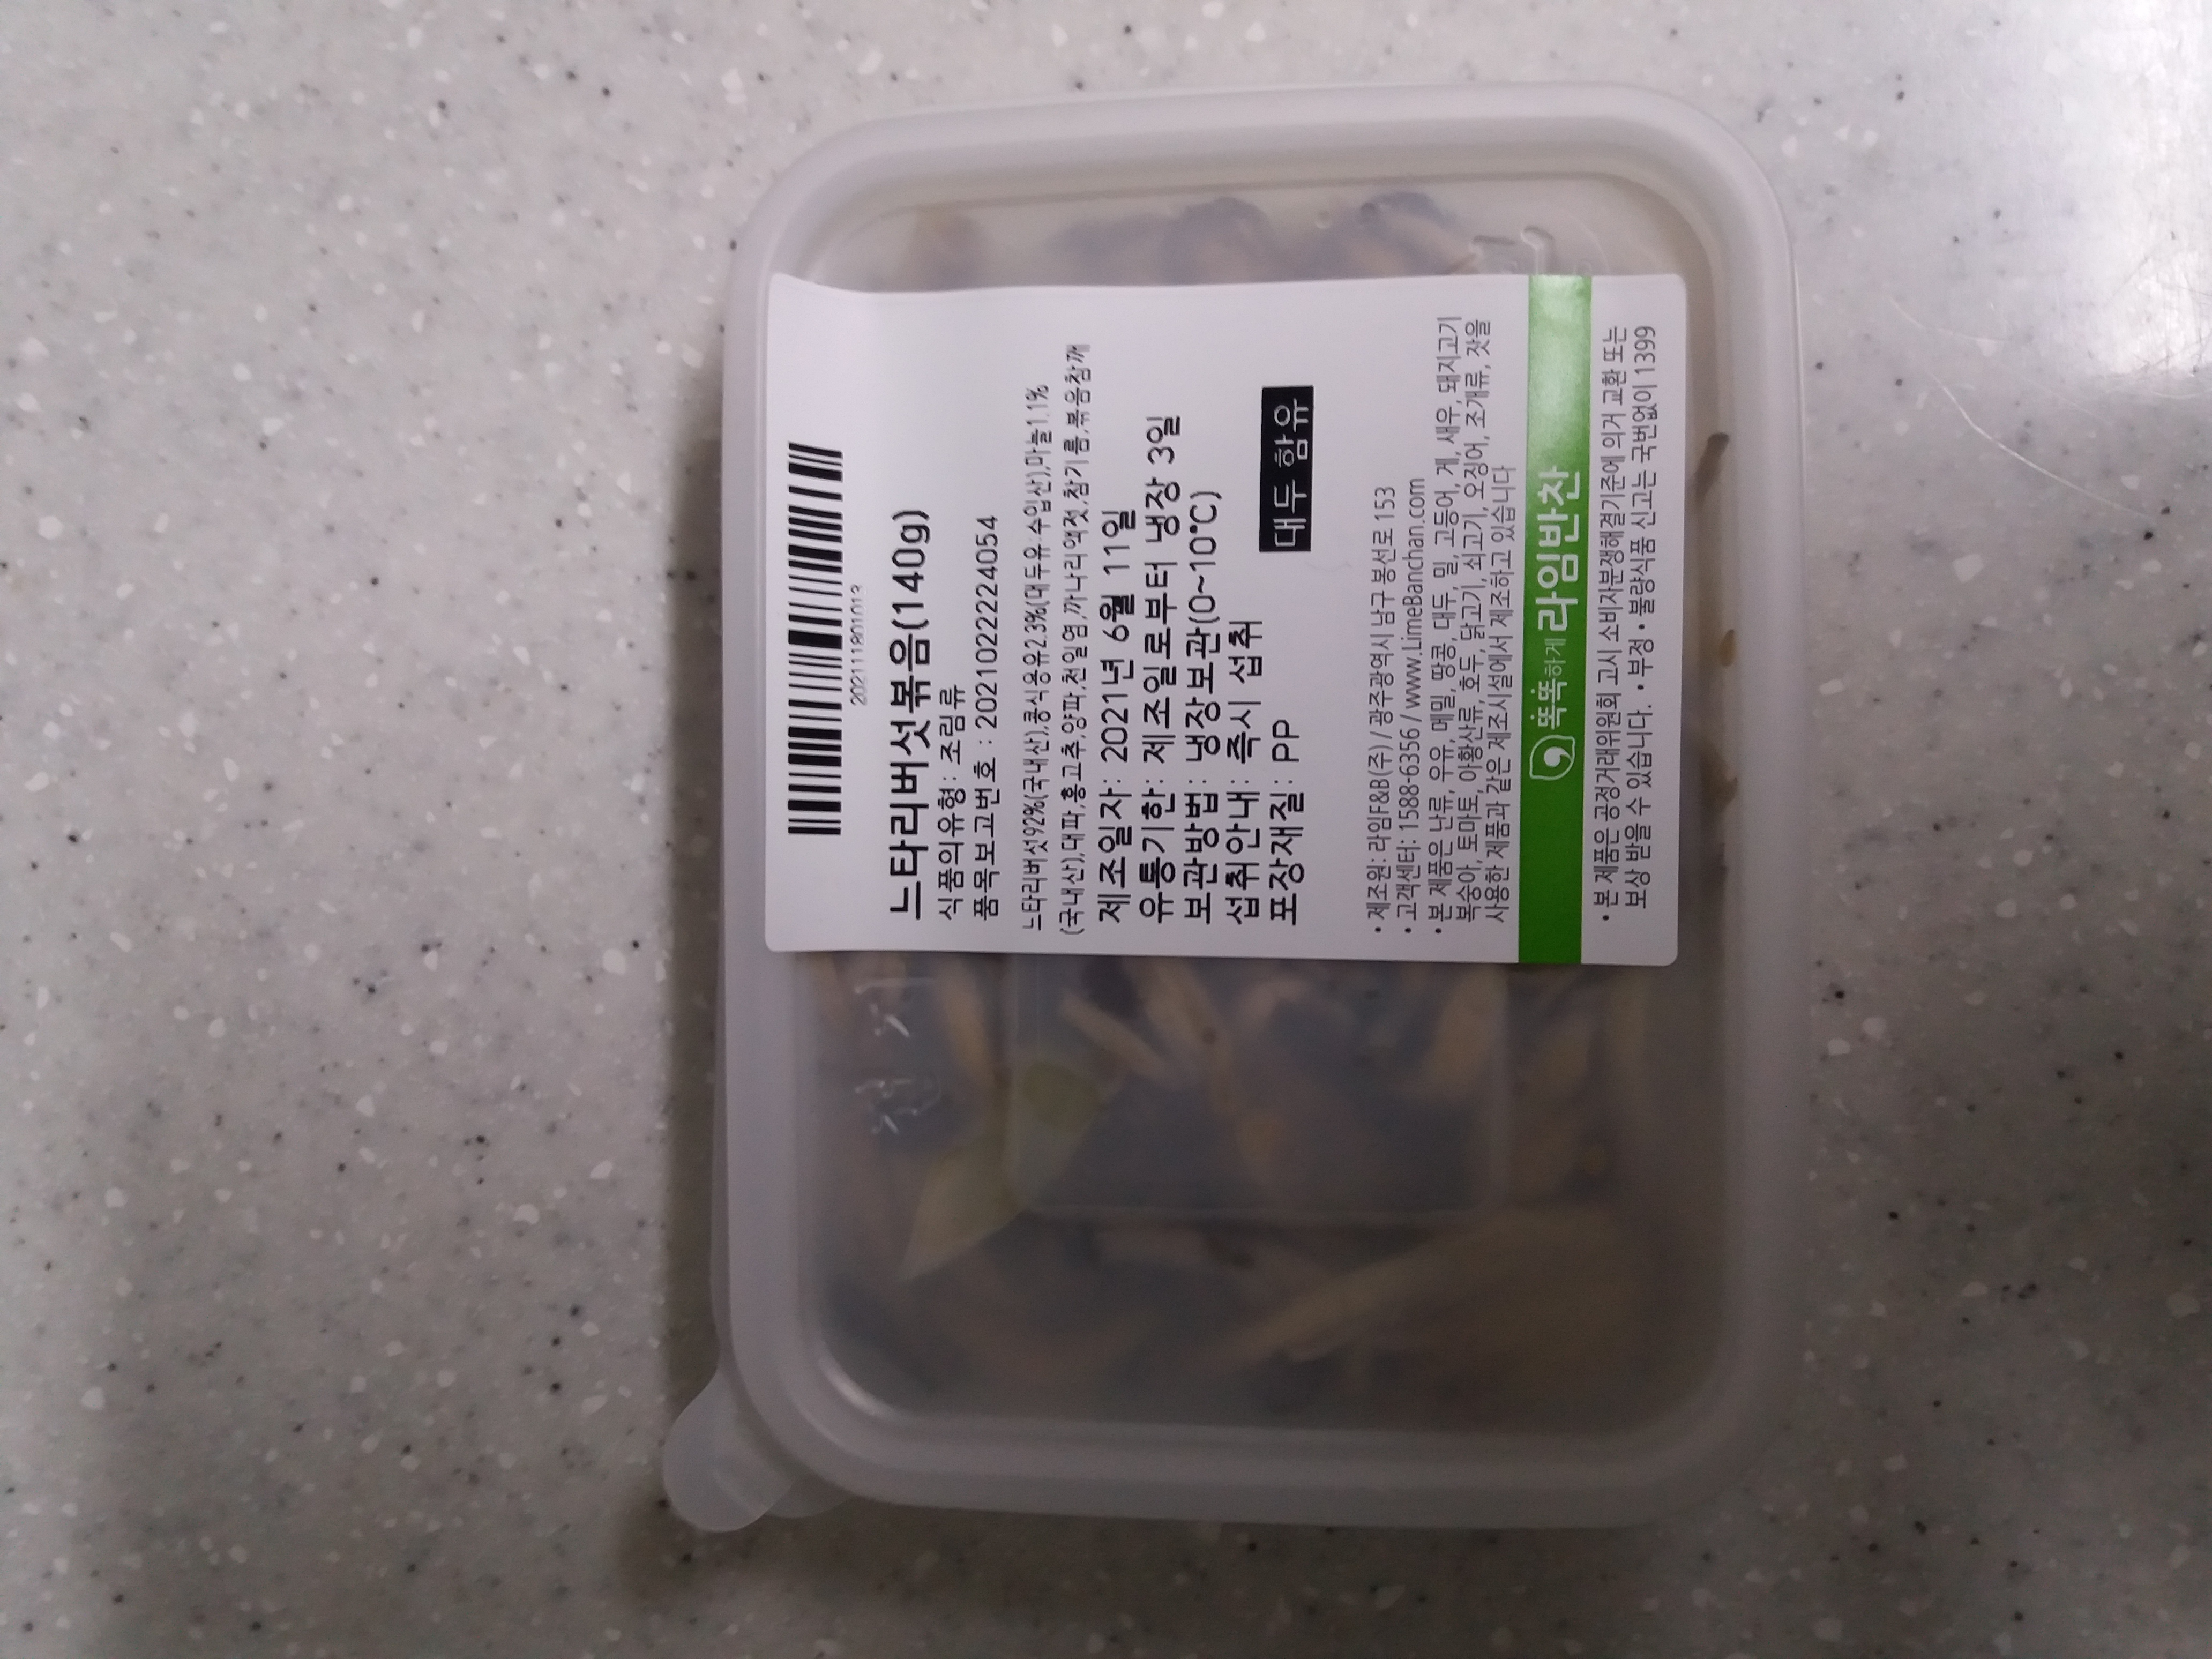 202111801013
느타리버섯볶음(140g)
식품의유형: 조림류
품목보고번호 : 2021022224054
느타리버섯92%(국내산),콩식용유2.3%(대두유:수입산),마늘1.1%
(국내산),대파,홍고추,양파,천일염,까나리액젓,참기름,볶음참깨
제조일자: 2021년 6월 11일
유통기한: 제조일로부터 냉장 3일
보관방법: 냉장보관(0~10℃)
섭취안내: 즉시 섭취
포장재질: PP
대두 함유
• 제조원: 라임F&B(주) / 광주광역시 남구 봉선로 153
• 고객센터: 1588-6356 / www.LimeBanchan.com
• 본 제품은 난류, 우유, 메밀, 땅콩, 대두, 밀, 고등어, 게, 새우, 돼지고기
복숭아, 토마토, 아황산류, 호두, 닭고기, 쇠고기, 오징어, 조개류, 잣을
사용한 제품과 같은 제조시설에서 제조하고 있습니다
똑똑하게 라임반찬
• 본 제품은 공정거래위원회 고시 소비자분쟁해결기준에 의거 교환 또는
보상 받을 수 있습니다. • 부정 • 불량식품 신고는 국번없이 1399